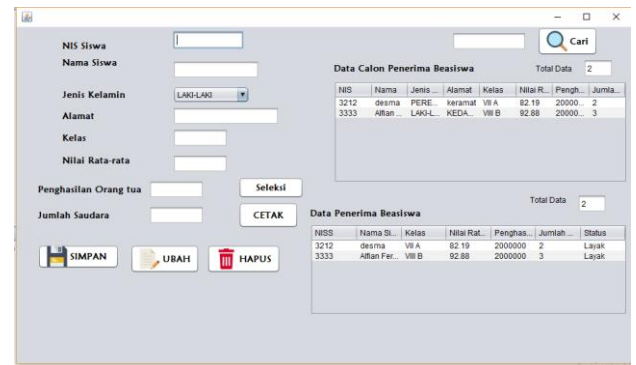 NIS Siswa
Nama Siswa
Jenis Kelamin LAKI-LAKI
Alamat
Kelas
Nilai Rata-rata
Penghasilan Orang tua
Jumlah Saudara
Seleksi
CETAK
SIMPAN UBAH HAPUS
Cari
Data Calon Penerima Beasiswa Total Data 2
NIS Nama Jenis ... Alamat Kelas Nilai R... Pengh... Jumla...
3212 desma PERE... keramat VII A 82.19 20000... 2
3333 Alfian ... LAKI-L... KEDA... VIII B 92.88 20000... 3
Total Data 2
Data Penerima Beasiswa
NISS Nama Si... Kelas Nilai Rat... Penghas... Jumlah ... Status
3212 desma VII A 82.19 2000000 2 Layak
3333 Alfian Fer... VIII B 92.88 2000000 3 Layak